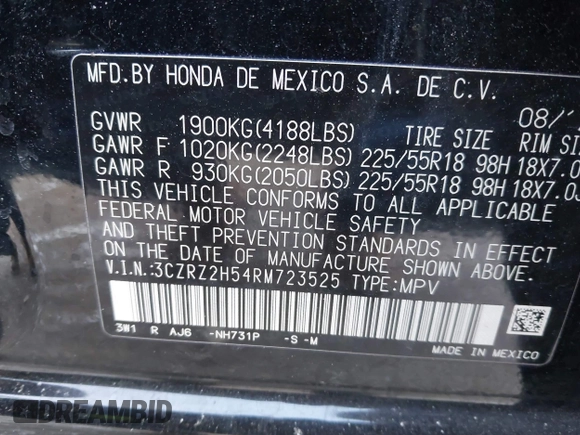 MFD.BY HONDA DE MEXICO S.A. DE C.V.
08/
GVWR 1900KG(4188LBS) TIRE SIZE RIM SI
GAWR F 1020KG(2248LBS) 225/55R18 98H 18X7.0
GAWR R 930KG(2050LBS) 225/55R18 98H 18X7.0
THIS VEHICLE CONFORMS TO ALL APPLICABLE
FEDERAL MOTOR VEHICLE SAFETY
AND THEFT PREVENTION STANDARDS IN EFFECT
ON THE DATE OF MANUFACTURE SHOWN ABOVE.
V.I.N.:3CZRZ2H54RM723525 TYPE:MPV
3W1 R AJ6 -NH731P -S -M
MADE IN MEXICO
DREAMBID